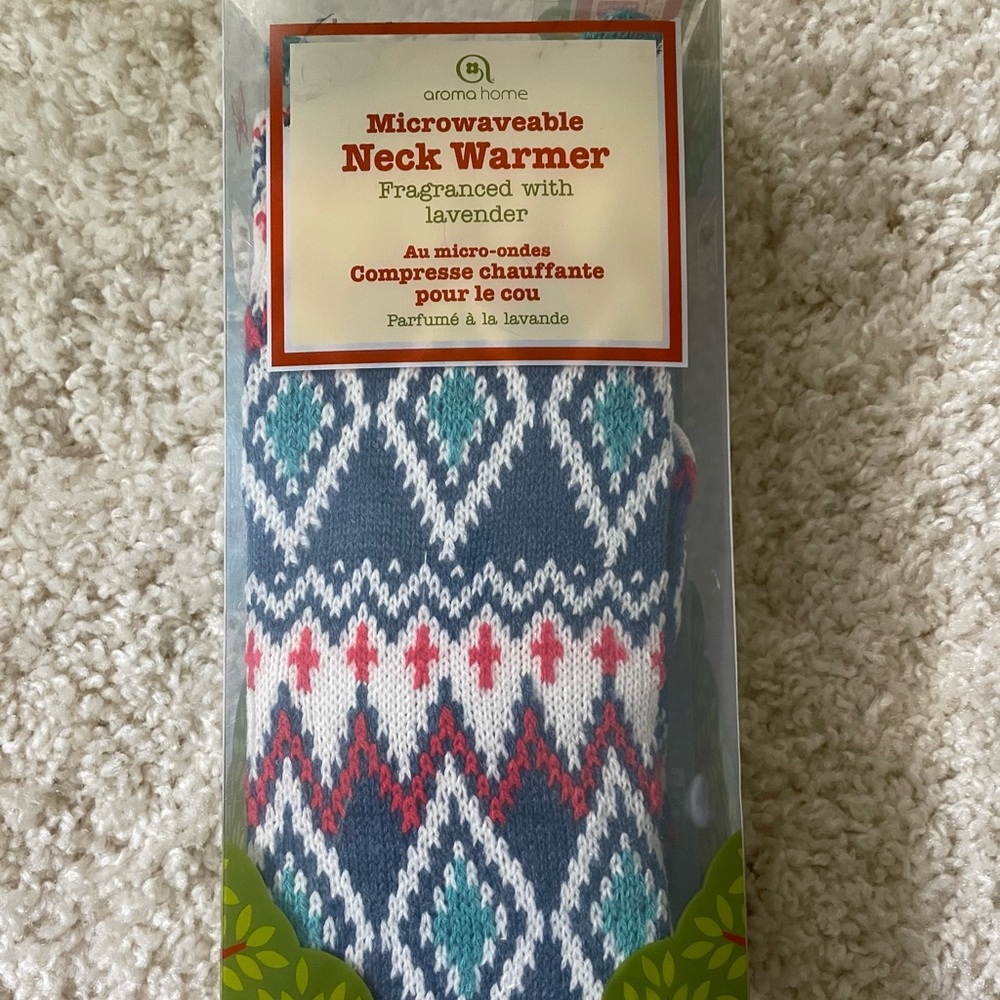 aroma home
Microwaveable
Neck Warmer
Fragranced with
lavender
Au micro-ondes
Compresse chauffante
pour le cou
Parfumé à la lavande